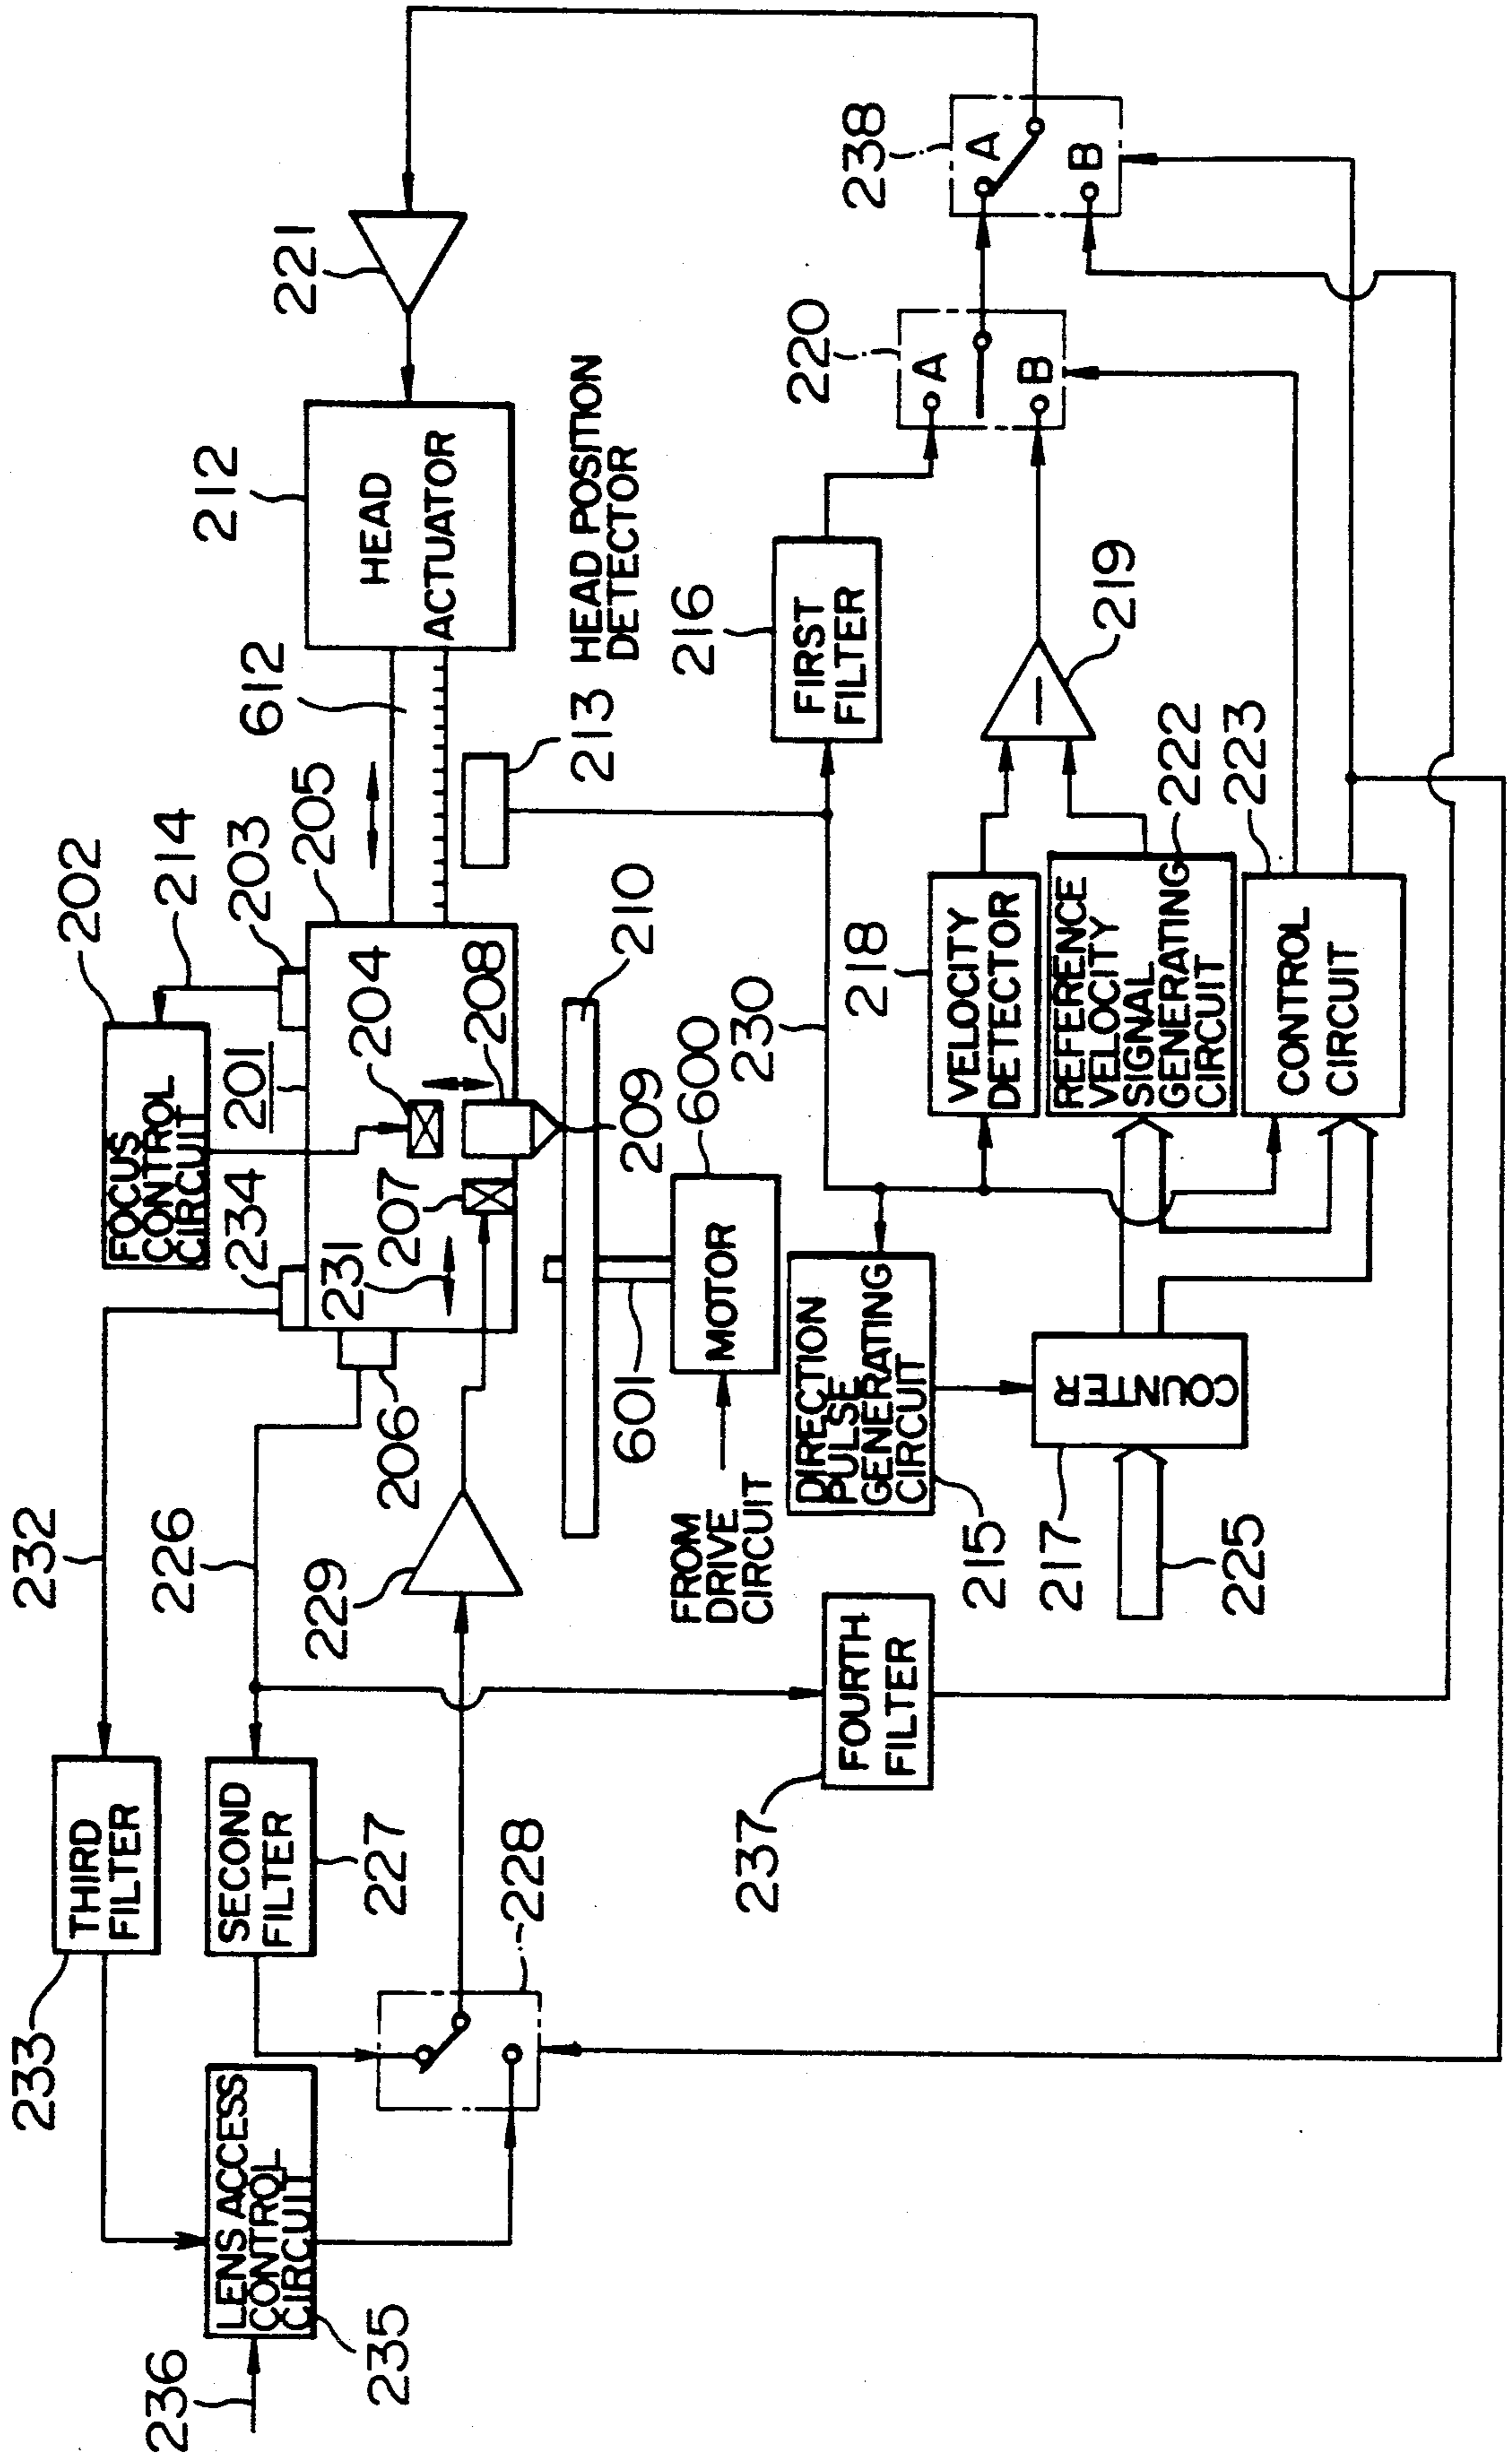 236
LENS ACCESS
CONTROL
CIRCUIT
235
233
THIRD
FILTER
SECOND
FILTER
227
228
232
226
229
237
FOURTH
FILTER
FOCUS
CONTROL
CIRCUIT
202
214
203
234
201
205
204
231
207
208
206
209
210
601
600
MOTOR
FROM
DRIVE
CIRCUIT
612
212
HEAD
ACTUATOR
221
213
HEAD POSITION
DETECTOR
230
216
FIRST
FILTER
DIRECTION
PULSE
GENERATING
CIRCUIT
215
217
COUNTER
225
218
VELOCITY
DETECTOR
REFERENCE
VELOCITY
SIGNAL
GENERATING
CIRCUIT
222
CONTROL
CIRCUIT
223
219
220
A
B
238
A
B